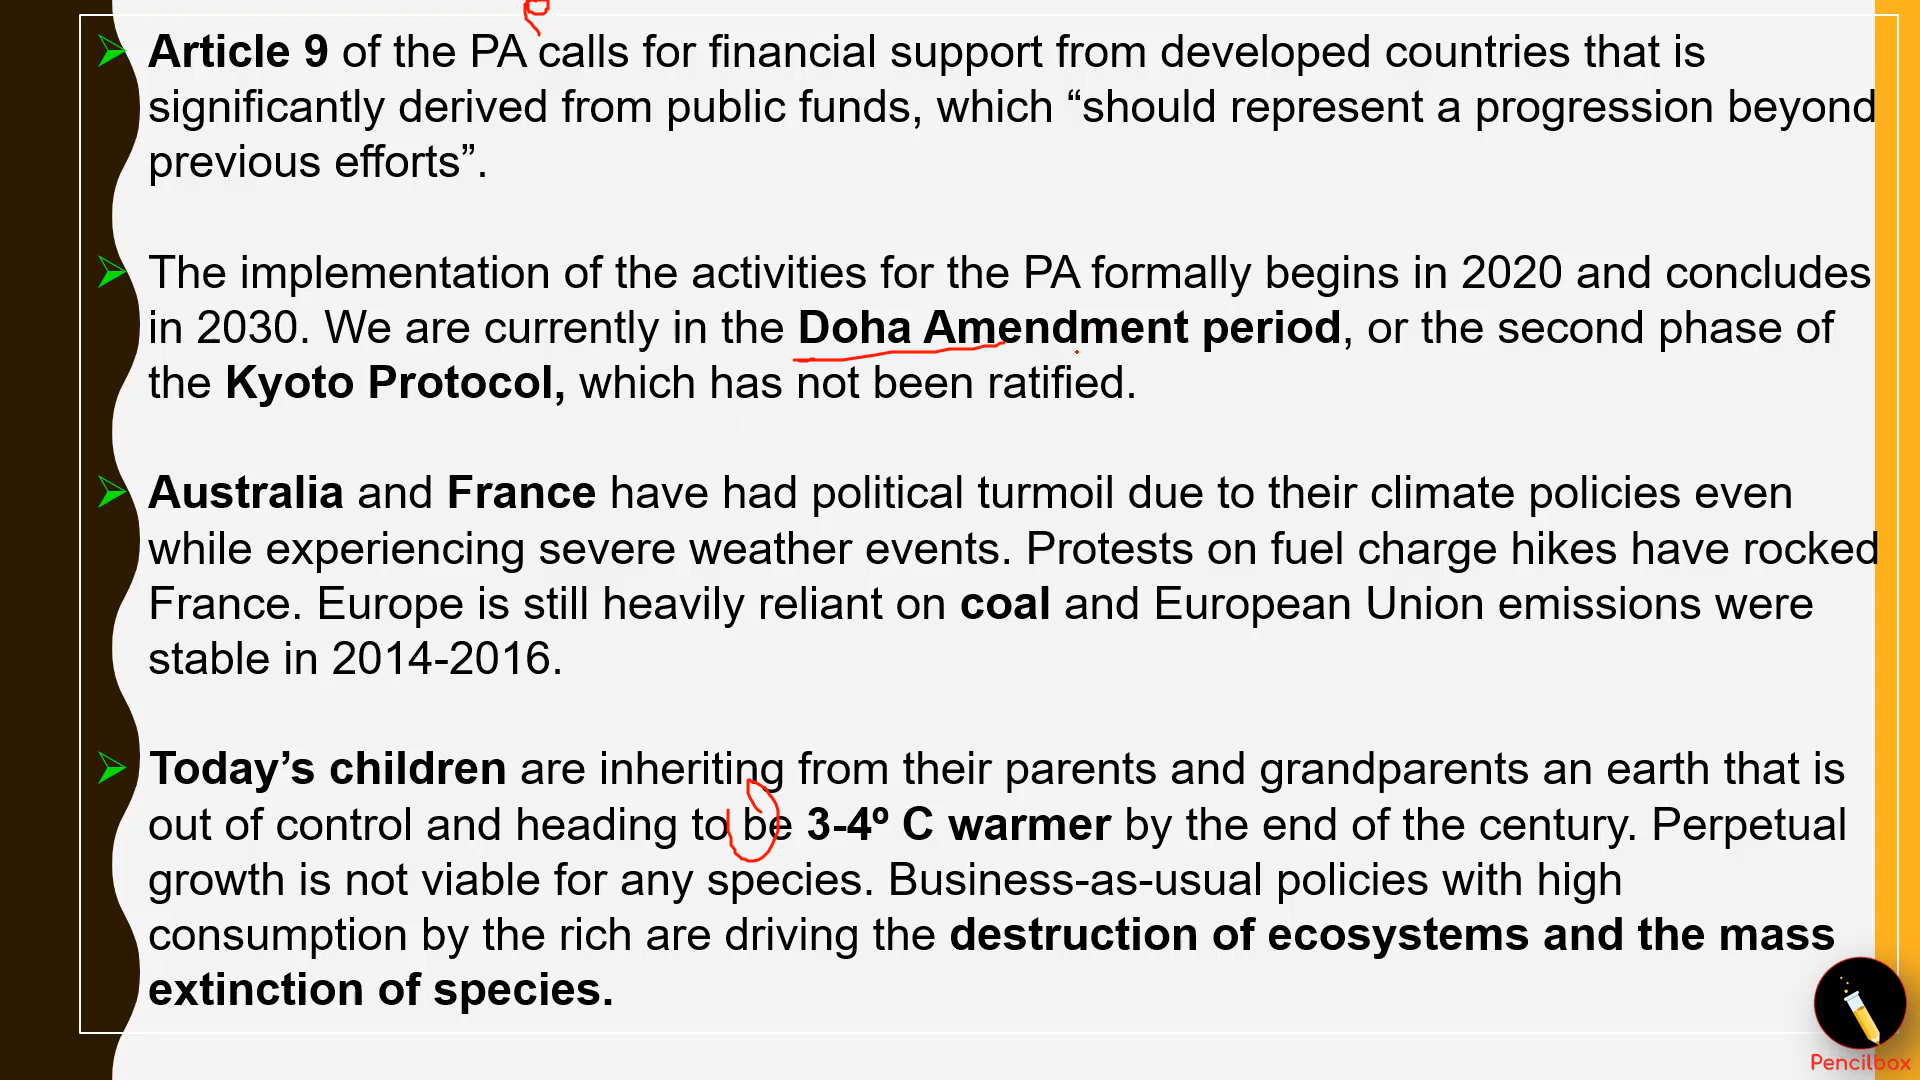 Article 9 of the PA calls for financial support from developed countries that is
significantly derived from public funds, which “should represent a progression beyond
previous efforts”.
The implementation of the activities for the PA formally begins in 2020 and concludes
in 2030. We are currently in the Doha Amendment period, or the second phase of
the Kyoto Protocol, which has not been ratified.
Australia and France have had political turmoil due to their climate policies even
while experiencing severe weather events. Protests on fuel charge hikes have rocked
France. Europe is still heavily reliant on coal and European Union emissions were
stable in 2014-2016.
Today’s children are inheriting from their parents and grandparents an earth that is
out of control and heading to be 3-4º C warmer by the end of the century. Perpetual
growth is not viable for any species. Business-as-usual policies with high
consumption by the rich are driving the destruction of ecosystems and the mass
extinction of species.
Pencilbox